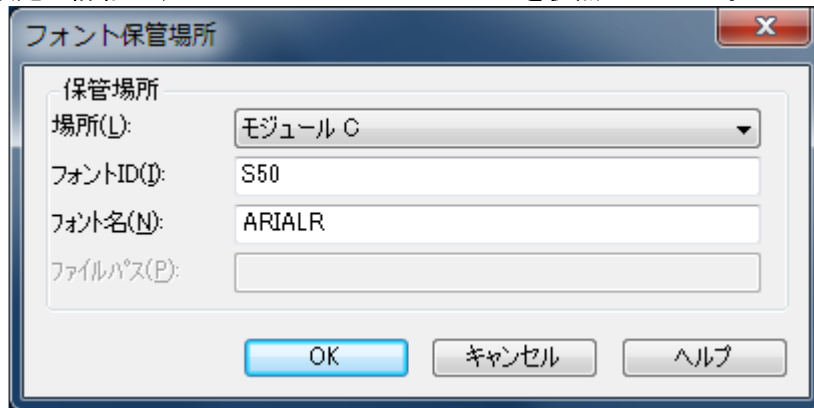 フォント保管場所
保管場所
場所(L):
モジュール C
フォントID(I):
S50
フォント名(N):
ARIALR
ファイルパス(P):
OK
キャンセル
ヘルプ